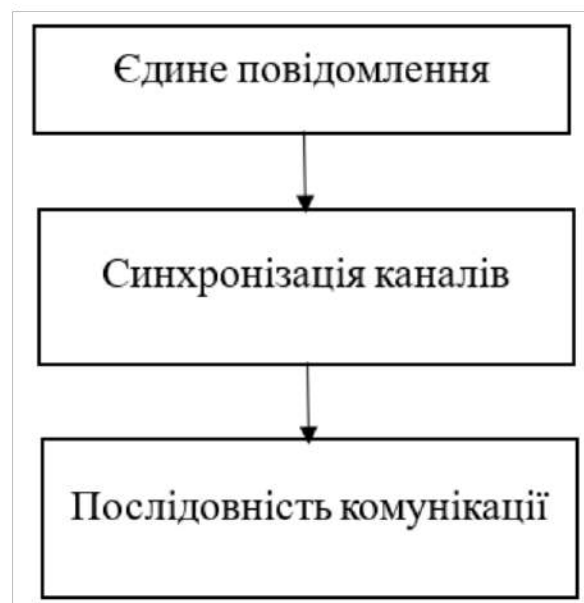 Єдине повідомлення
Синхронізація каналів
Послідовність комунікації